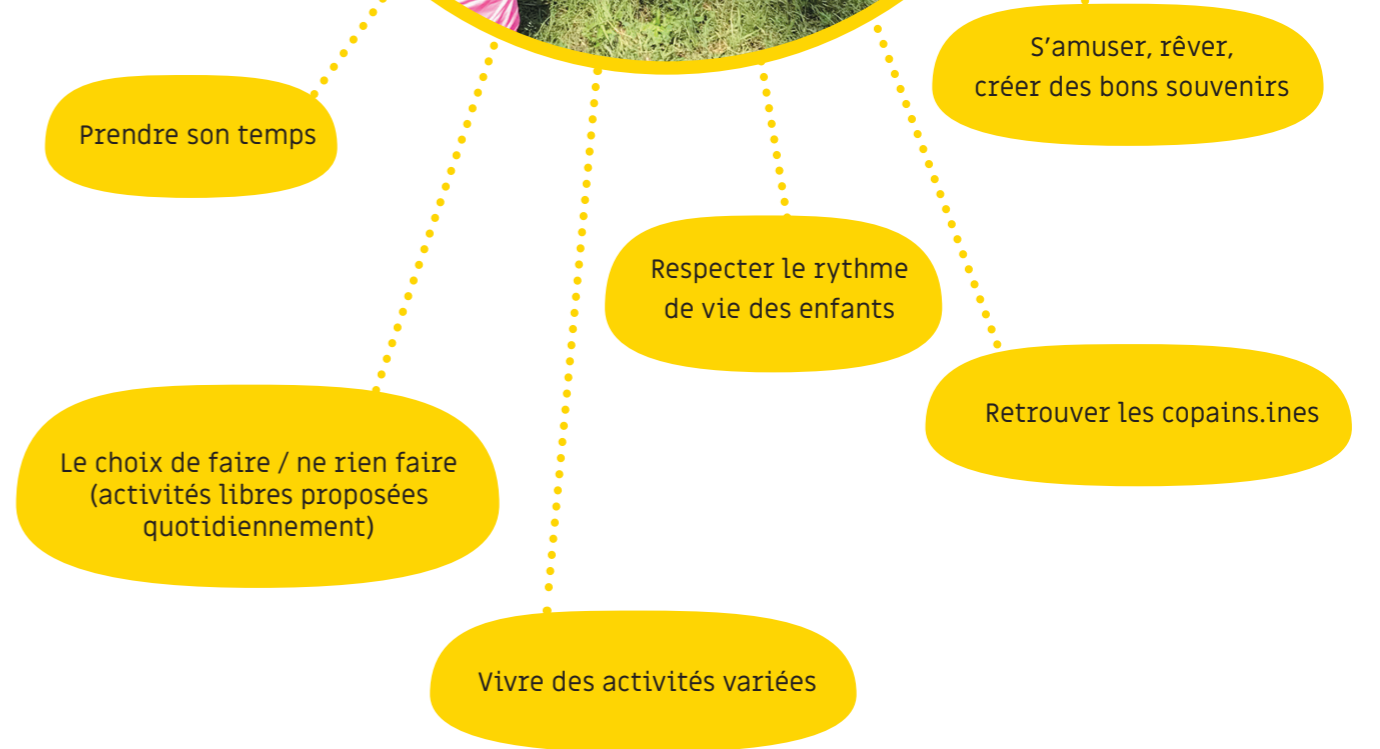 S'amuser, rêver,
créer des bons souvenirs
Prendre son temps
Respecter le rythme
de vie des enfants
Retrouver les copains.ines
Le choix de faire / ne rien faire
(activités libres proposées
quotidiennement)
Vivre des activités variées